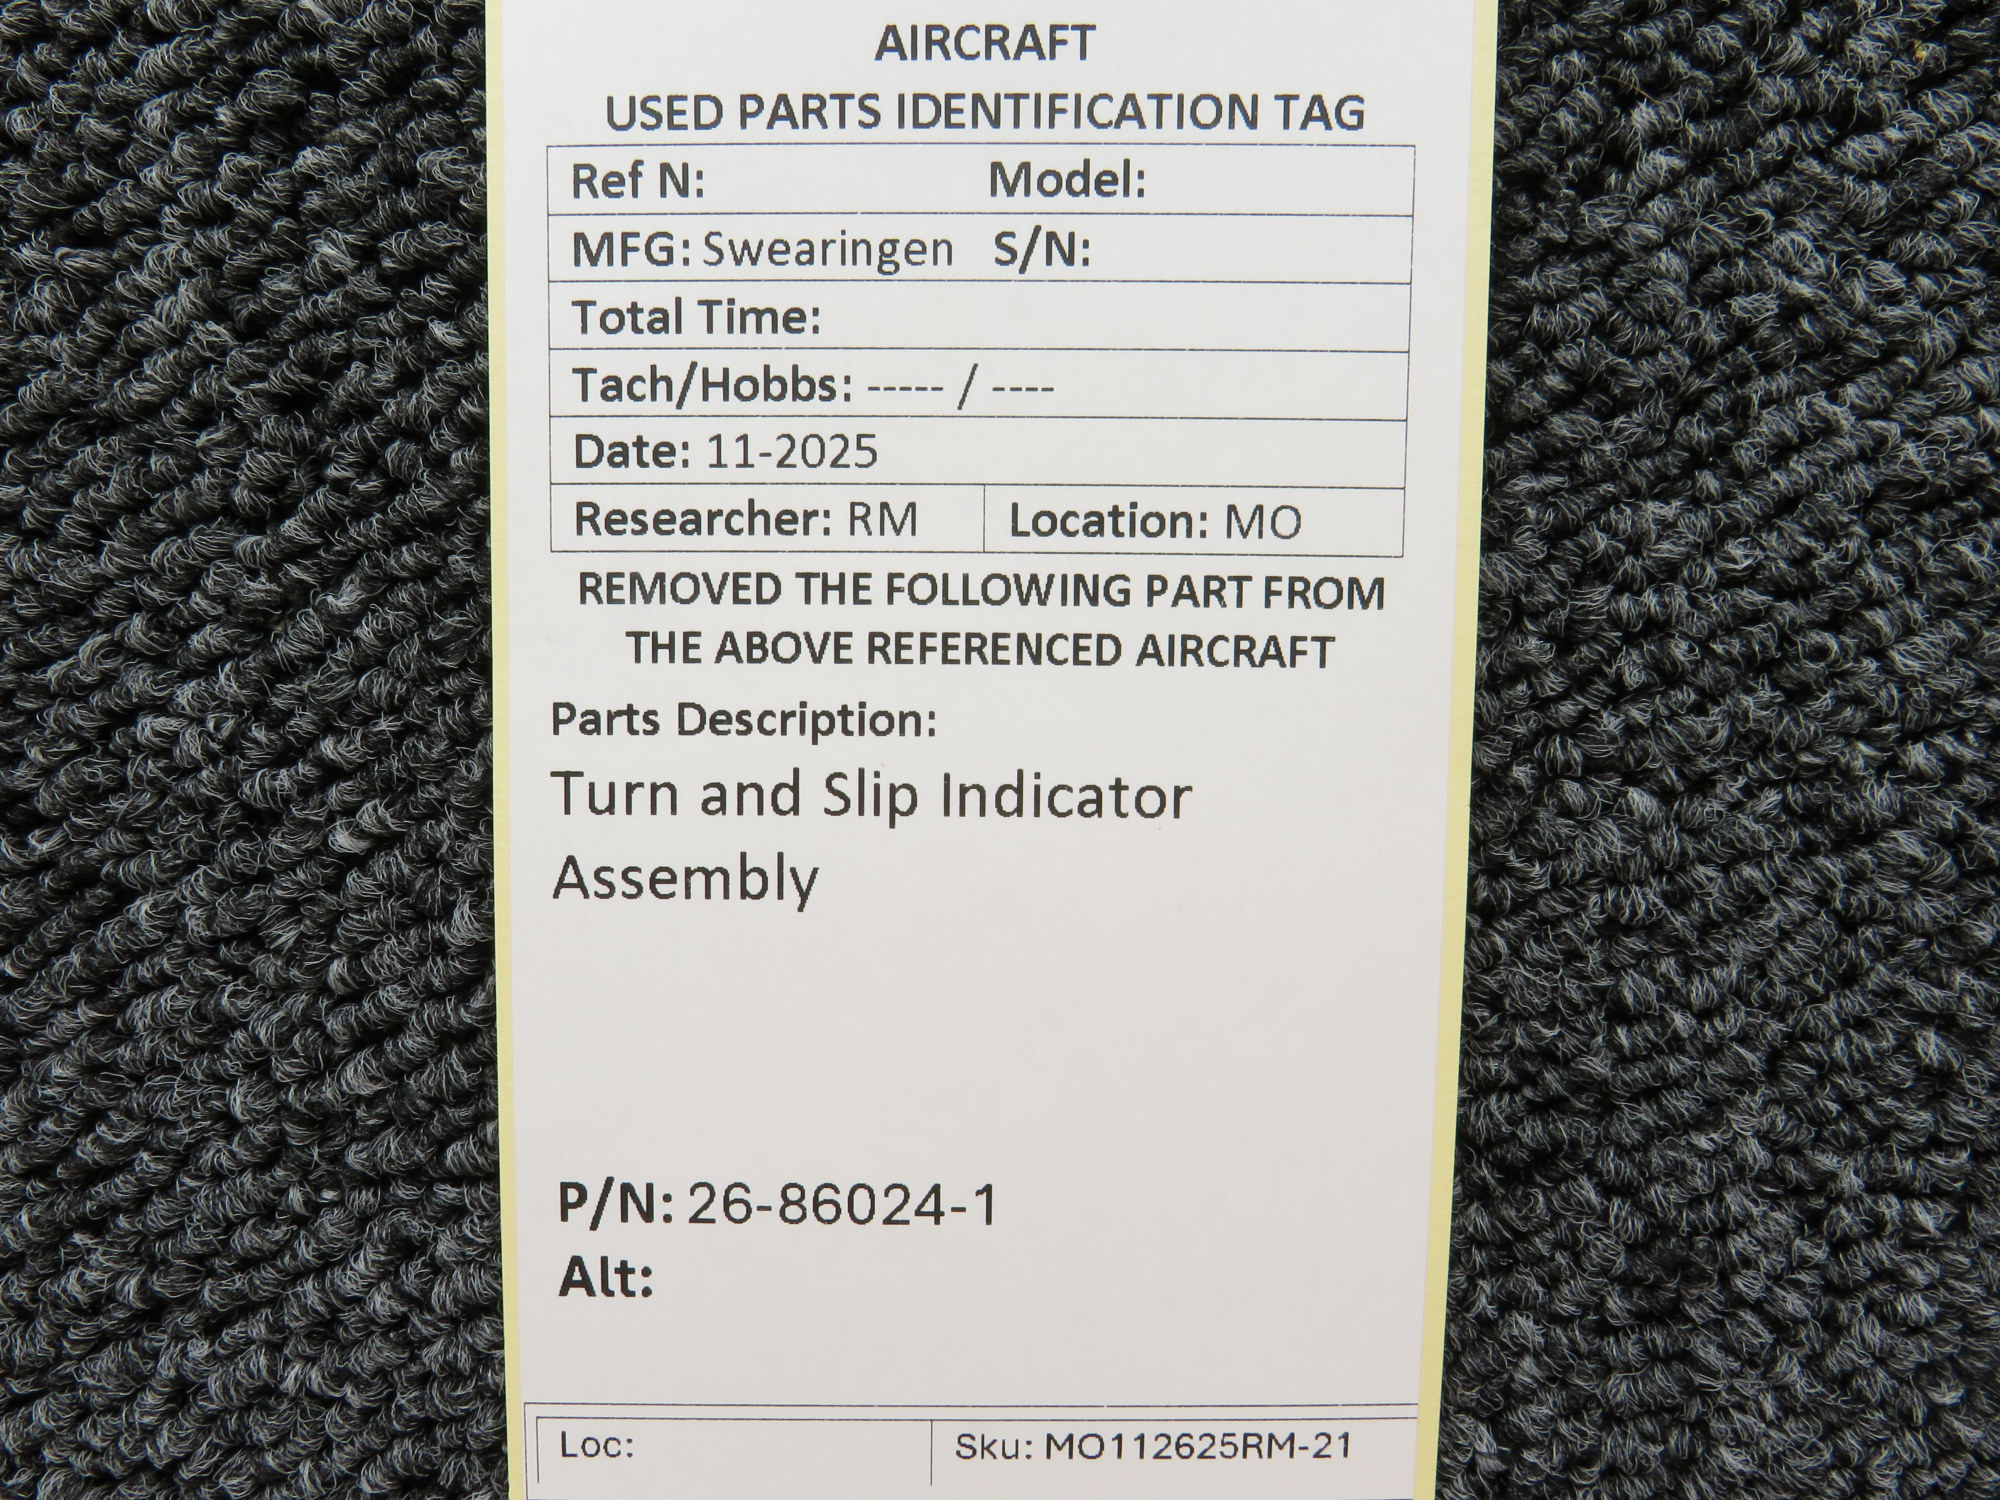 AIRCRAFT
USED PARTS IDENTIFICATION TAG
Ref N: Model:
MFG: Swearingen S/N:
Total Time:
Tach/Hobbs: ----- / ----
Date: 11-2025
Researcher: RM Location: MO
REMOVED THE FOLLOWING PART FROM
THE ABOVE REFERENCED AIRCRAFT
Parts Description:
Turn and Slip Indicator
Assembly
P/N: 26-86024-1
Alt:
Loc: Sku: MO112625RM-21